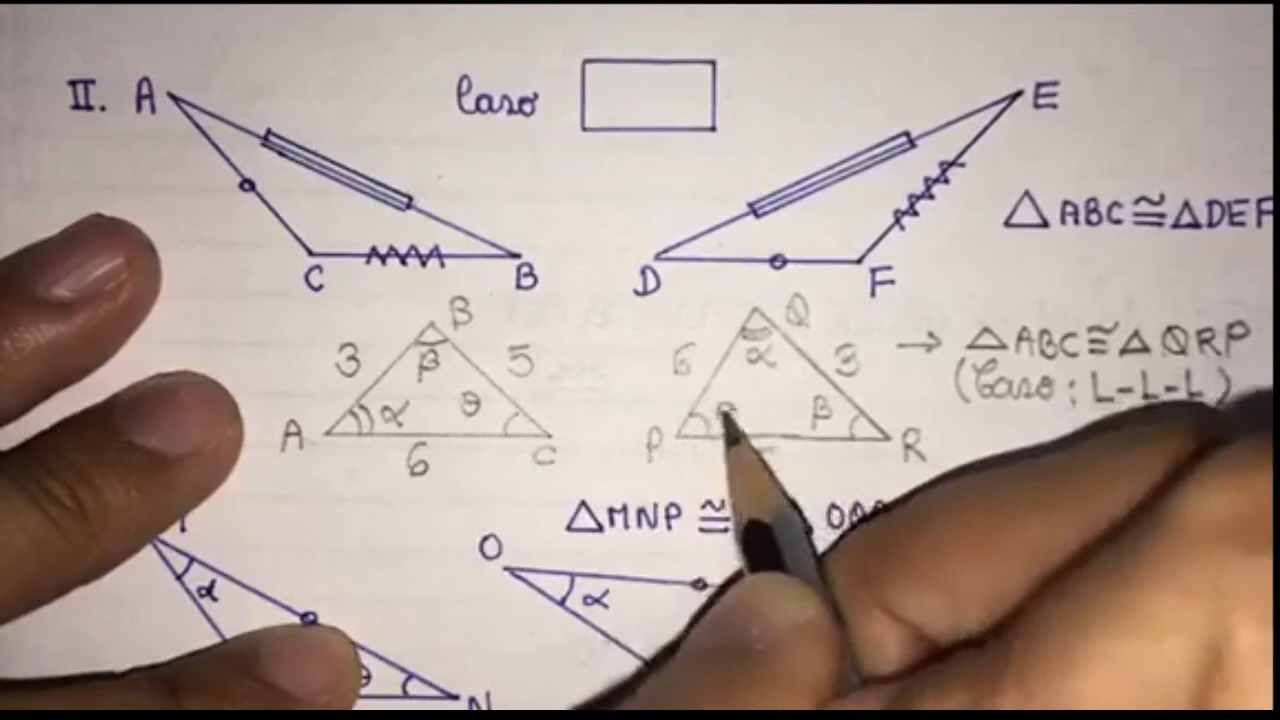 II. A Caso E
△ABC≅△DEF
C B D F
B Q
3 β 5 6 α 3 → △ABC≅△QRP
(Caso: L-L-L)
A α θ β
6 C P R
△MNP ≅
O
α α
θ
N